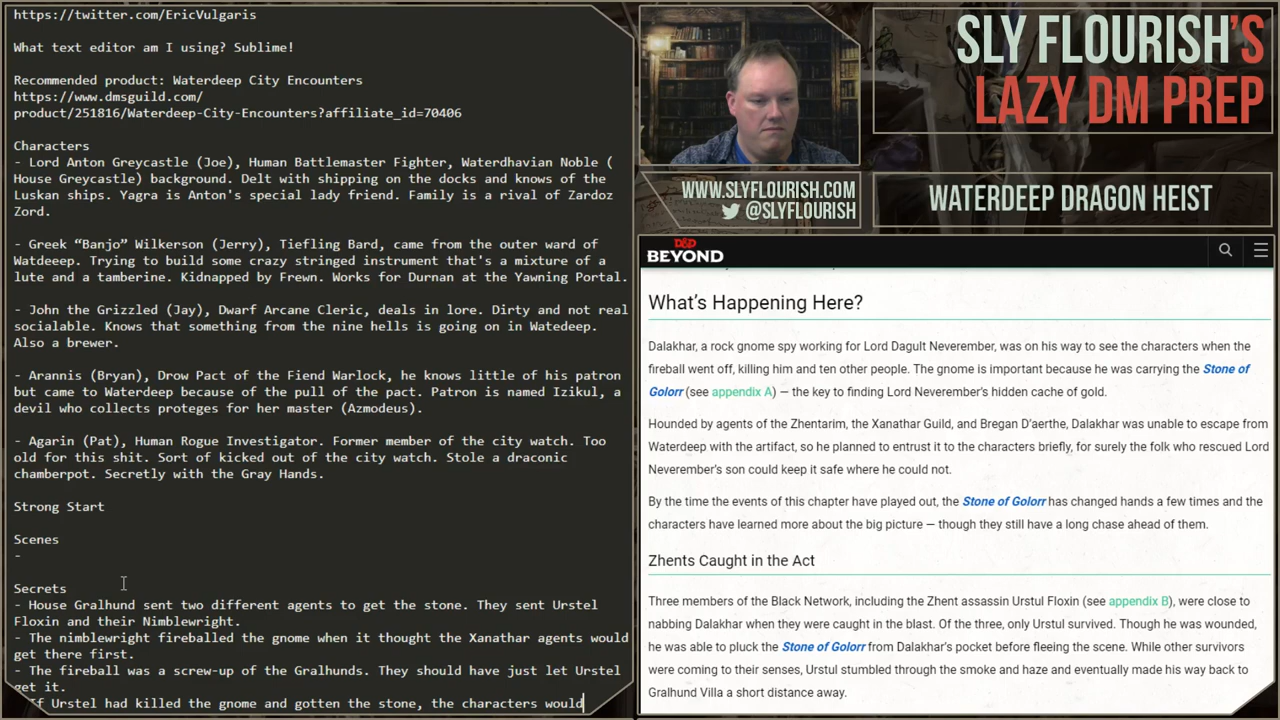 https://twitter.com/EricVulgaris
What text editor am I using? Sublime!
Recommended product: Waterdeep City Encounters
https://www.dmsguild.com/
product/251816/Waterdeep-City-Encounters?affiliate_id=70406
Characters
- Lord Anton Greycastle (Joe), Human Battlemaster Fighter, Waterdhavian Noble (
House Greycastle) background. Delt with shipping on the docks and knows of the
Luskan ships. Yagra is Anton's special lady friend. Family is a rival of Zardoz
Zord.
- Greek “Banjo” Wilkerson (Jerry), Tiefling Bard, came from the outer ward of
Watdeeep. Trying to build some crazy stringed instrument that's a mixture of a
lute and a tamberine. Kidnapped by Frewn. Works for Durnan at the Yawning Portal.
- John the Grizzled (Jay), Dwarf Arcane Cleric, deals in lore. Dirty and not real
socialable. Knows that something from the nine hells is going on in Watedeep.
Also a brewer.
- Arannis (Bryan), Drow Pact of the Fiend Warlock, he knows little of his patron
but came to Waterdeep because of the pull of the pact. Patron is named Izikul, a
devil who collects proteges for her master (Azmodeus).
- Agarin (Pat), Human Rogue Investigator. Former member of the city watch. Too
old for this shit. Sort of kicked out of the city watch. Stole a draconic
chamberpot. Secretly with the Gray Hands.
Strong Start
Scenes
-
Secrets
- House Gralhund sent two different agents to get the stone. They sent Urstel
Floxin and their Nimblewright.
- The nimblewright fireballed the gnome when it thought the Xanathar agents would
get there first.
- The fireball was a screw-up of the Gralhunds. They should have just let Urstel
get it.
- If Urstel had killed the gnome and gotten the stone, the characters would
SLY FLOURISH'S
LAZY DM PREP
WWW.SLYFLOURISH.COM
@SLYFLOURISH
WATERDEEP DRAGON HEIST
D&D
BEYOND
What's Happening Here?
Dalakhar, a rock gnome spy working for Lord Dagult Neverember, was on his way to see the characters when the
fireball went off, killing him and ten other people. The gnome is important because he was carrying the Stone of
Golorr (see appendix A) — the key to finding Lord Neverember's hidden cache of gold.
Hounded by agents of the Zhentarim, the Xanathar Guild, and Bregan D'aerthe, Dalakhar was unable to escape from
Waterdeep with the artifact, so he planned to entrust it to the characters briefly, for surely the folk who rescued Lord
Neverember's son could keep it safe where he could not.
By the time the events of this chapter have played out, the Stone of Golorr has changed hands a few times and the
characters have learned more about the big picture — though they still have a long chase ahead of them.
Zhents Caught in the Act
Three members of the Black Network, including the Zhent assassin Urstul Floxin (see appendix B), were close to
nabbing Dalakhar when they were caught in the blast. Of the three, only Urstul survived. Though he was wounded,
he was able to pluck the Stone of Golorr from Dalakhar's pocket before fleeing the scene. While other survivors
were coming to their senses, Urstul stumbled through the smoke and haze and eventually made his way back to
Gralhund Villa a short distance away.